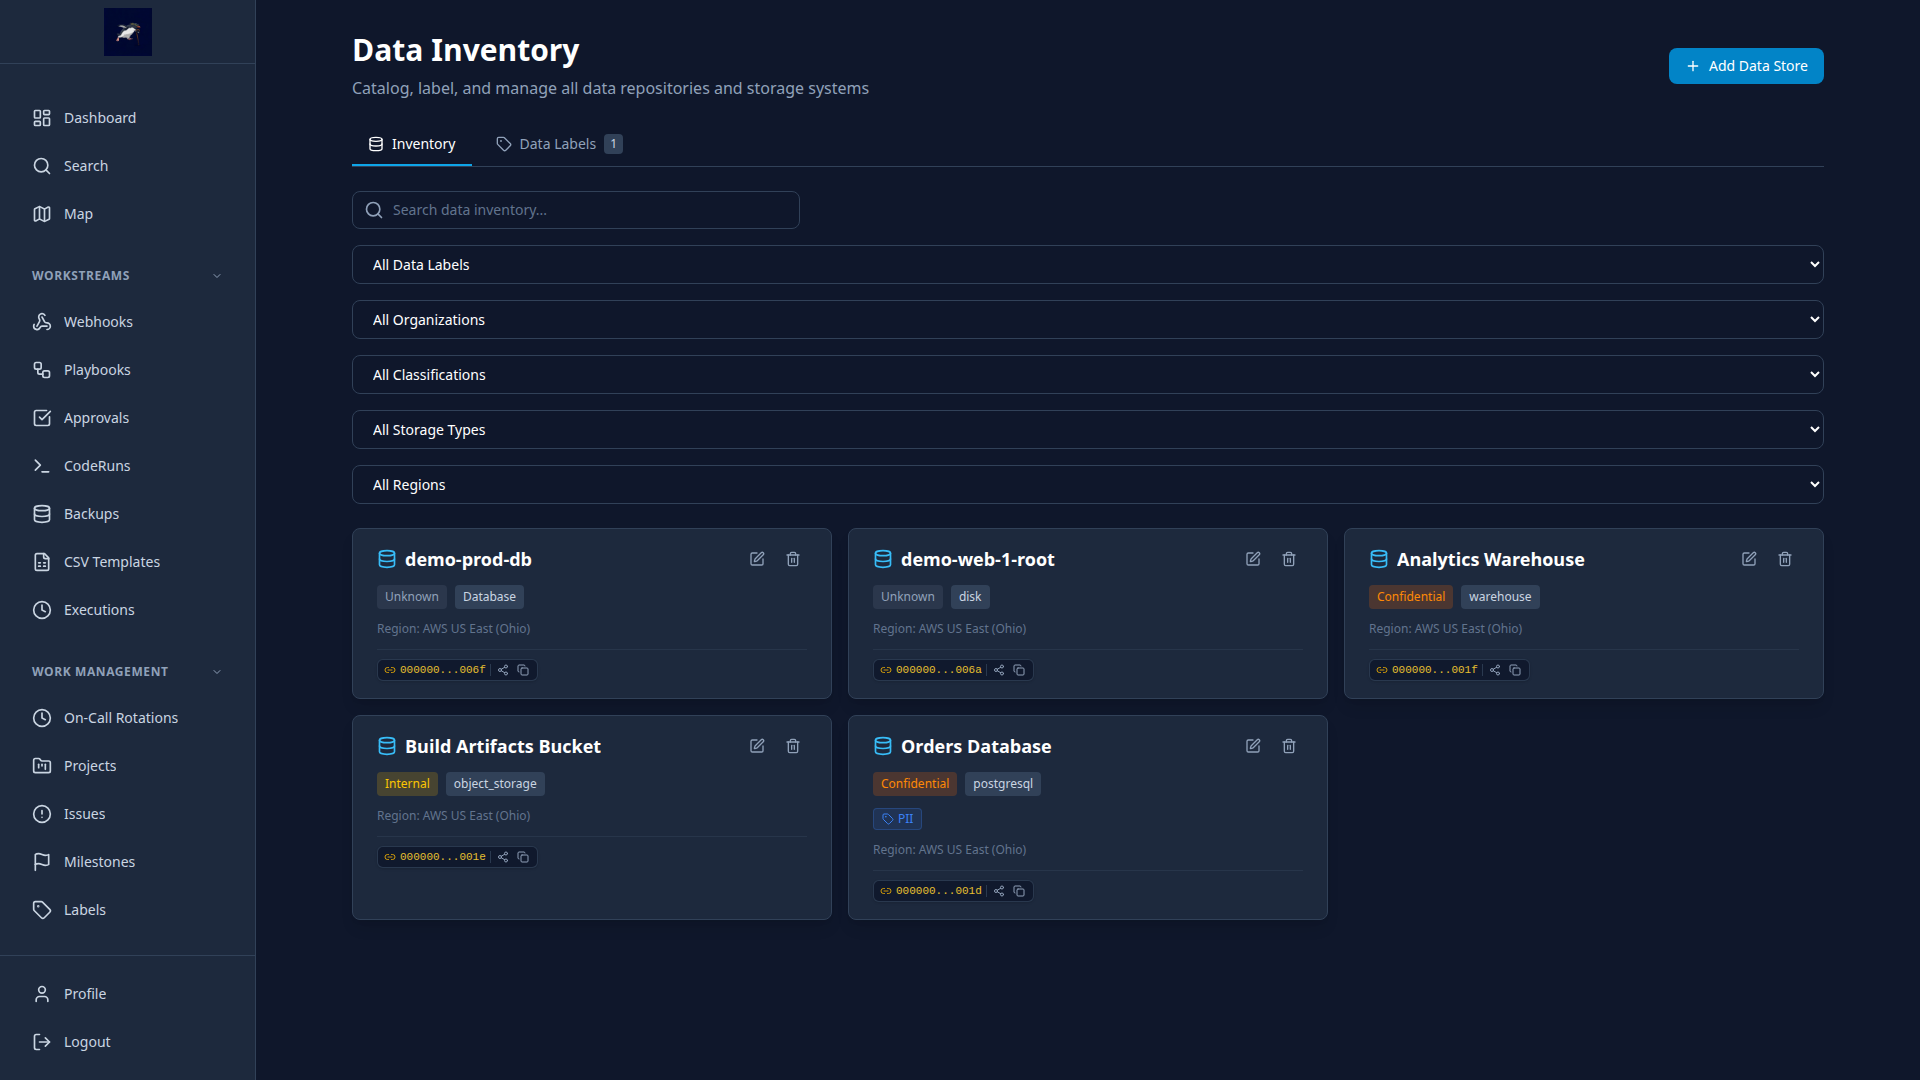 Data Inventory
Catalog, label, and manage all data repositories and storage systems
Add Data Store
Dashboard
Search
Map
WORKSTREAMS
Webhooks
Playbooks
Approvals
CodeRuns
Backups
CSV Templates
Executions
WORK MANAGEMENT
On-Call Rotations
Projects
Issues
Milestones
Labels
Profile
Logout
Inventory
Data Labels 1
Search data inventory...
All Data Labels
All Organizations
All Classifications
All Storage Types
All Regions
demo-prod-db
Unknown Database
Region: AWS US East (Ohio)
000000...006f
demo-web-1-root
Unknown disk
Region: AWS US East (Ohio)
000000...006a
Analytics Warehouse
Confidential warehouse
Region: AWS US East (Ohio)
000000...001f
Build Artifacts Bucket
Internal object_storage
Region: AWS US East (Ohio)
000000...001e
Orders Database
Confidential postgresql
PII
Region: AWS US East (Ohio)
000000...001d